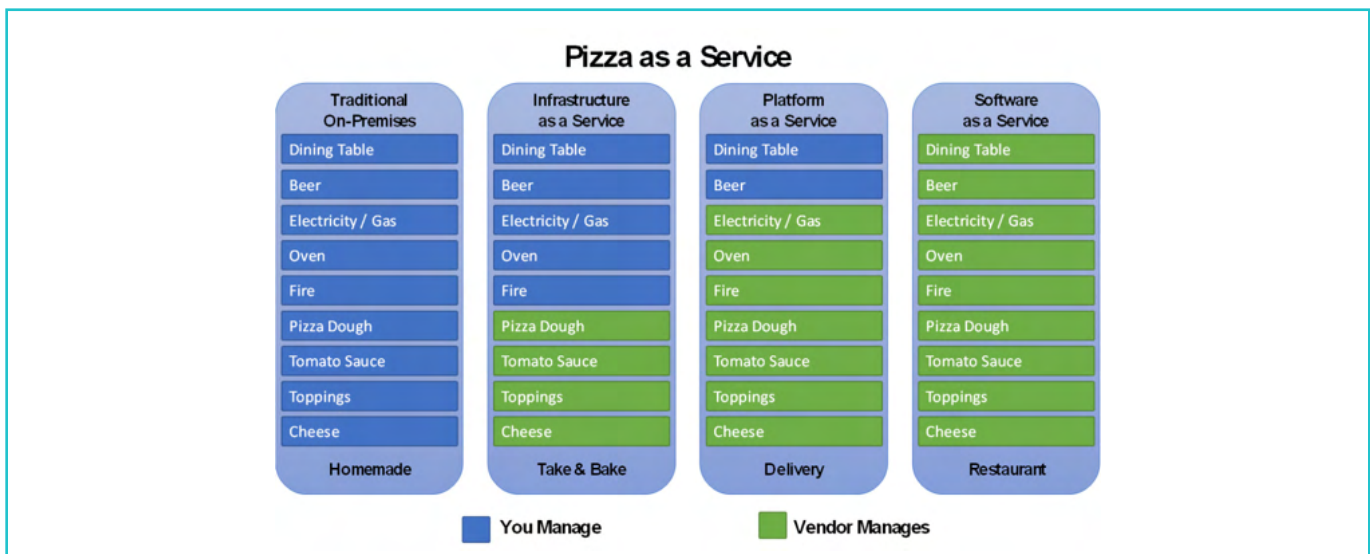 Pizza as a Service
Traditional
On-Premises
Dining Table
Beer
Electricity / Gas
Oven
Fire
Pizza Dough
Tomato Sauce
Toppings
Cheese
Homemade
Infrastructure
as a Service
Dining Table
Beer
Electricity / Gas
Oven
Fire
Pizza Dough
Tomato Sauce
Toppings
Cheese
Take & Bake
Platform
as a Service
Dining Table
Beer
Electricity / Gas
Oven
Fire
Pizza Dough
Tomato Sauce
Toppings
Cheese
Delivery
Software
as a Service
Dining Table
Beer
Electricity / Gas
Oven
Fire
Pizza Dough
Tomato Sauce
Toppings
Cheese
Restaurant
You Manage
Vendor Manages